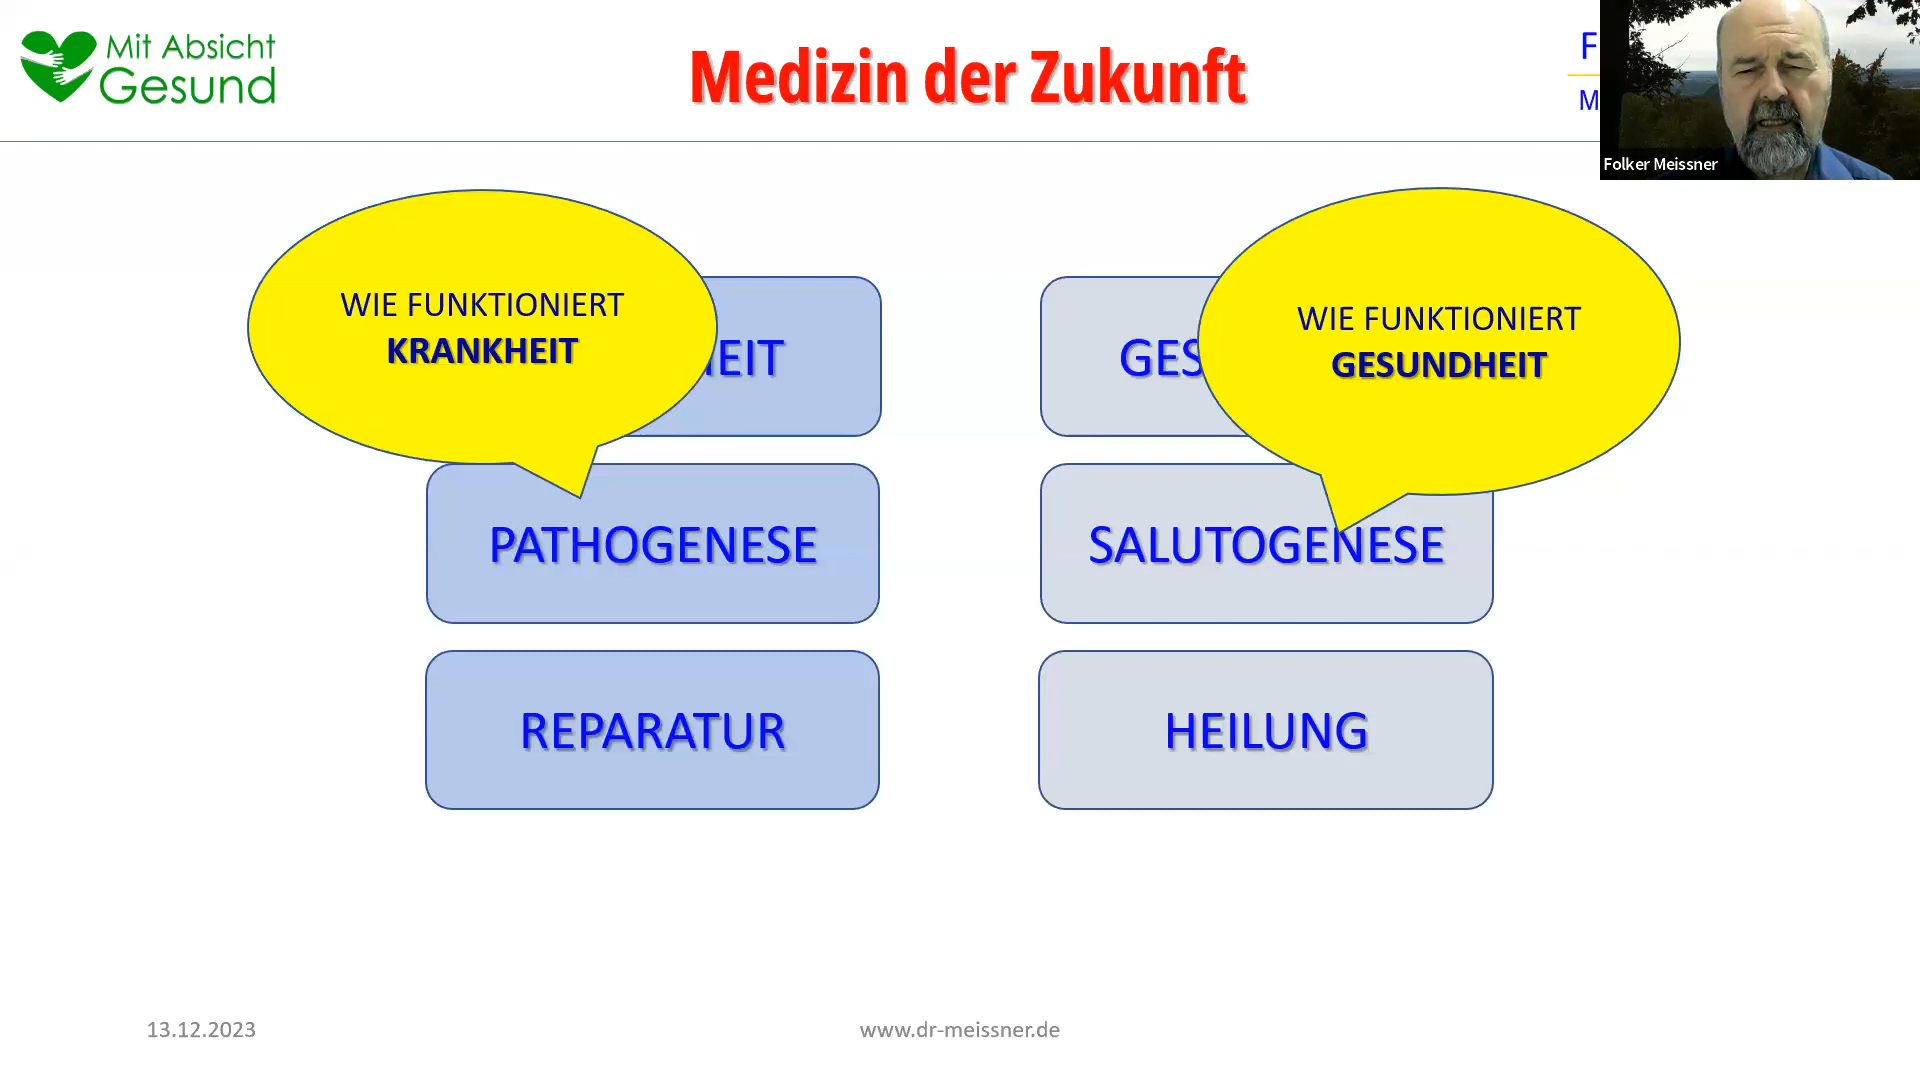 Mit Absicht
Gesund
Medizin der Zukunft
F
M
Folker Meissner
WIE FUNKTIONIERT
KRANKHEIT
WIE FUNKTIONIERT
GESUNDHEIT
EIT
GES
PATHOGENESE
SALUTOGENESE
REPARATUR
HEILUNG
13.12.2023
www.dr-meissner.de